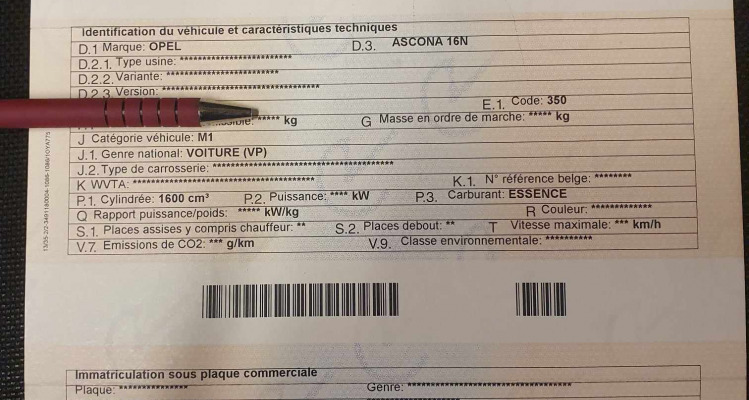 Identification du véhicule et caractéristiques techniques
D.1 Marque: OPEL D.3. ASCONA 16N
D.2.1. Type usine: **************************
D.2.2. Variante: **************************
D.2.3. Version: *************************************
E.1. Code: 350
***** kg G Masse en ordre de marche: ***** kg
J Catégorie véhicule: M1
J.1. Genre national: VOITURE (VP)
J.2. Type de carrosserie: ******************************************
K WVTA: ****************************************** K.1. N° référence belge: ********
P.1. Cylindrée: 1600 cm³ P.2. Puissance: **** kW P.3. Carburant: ESSENCE
Q Rapport puissance/poids: ***** kW/kg R Couleur: *************
S.1. Places assises y compris chauffeur: ** S.2. Places debout: ** T Vitesse maximale: *** km/h
V.7. Emissions de CO2: *** g/km V.9. Classe environnementale: **********
Immatriculation sous plaque commerciale
Plaque: *************** Genre: **************************************